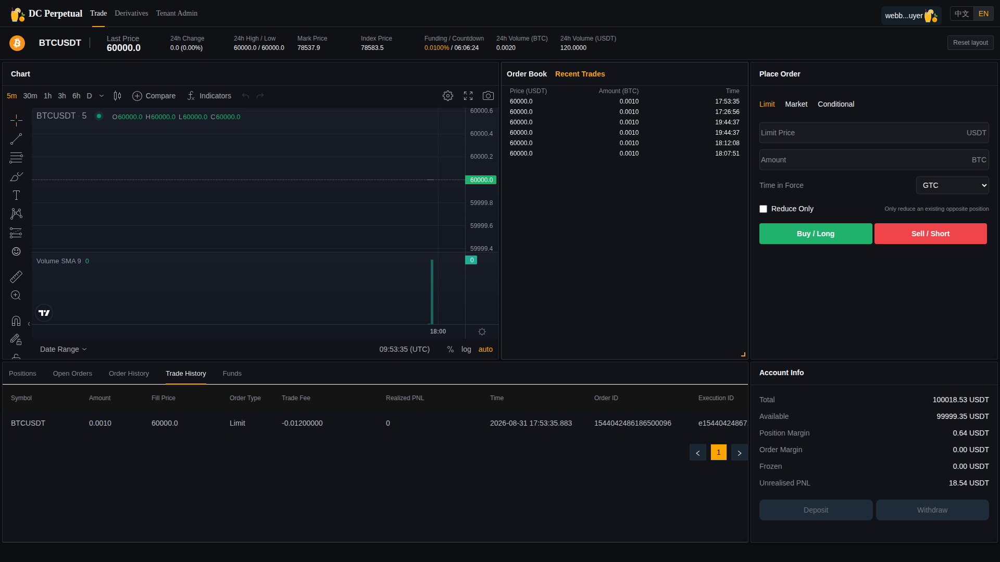 DC Perpetual Trade Derivatives Tenant Admin webb...uyer 中文 EN
BTCUSDT
Last Price
60000.0
24h Change
0.0 (0.00%)
24h High / Low
60000.0 / 60000.0
Mark Price
78537.9
Index Price
78583.5
Funding / Countdown
0.0100% / 06:06:24
24h Volume (BTC)
0.0020
24h Volume (USDT)
120.0000
Reset layout
Chart
5m 30m 1h 3h 6h D Compare Indicators
BTCUSDT · 5 O60000.0 H60000.0 L60000.0 C60000.0
60000.6
60000.4
60000.2
60000.0
59999.8
59999.6
59999.4
Volume SMA 9 0
0
18:00
Date Range 09:53:35 (UTC) % log auto
Order Book Recent Trades
Price (USDT) Amount (BTC) Time
60000.0 0.0010 17:53:35
60000.0 0.0010 17:26:56
60000.0 0.0010 19:44:37
60000.0 0.0010 19:44:37
60000.0 0.0010 18:12:08
60000.0 0.0010 18:07:51
Place Order
Limit Market Conditional
Limit Price USDT
Amount BTC
Time in Force GTC
Reduce Only Only reduce an existing opposite position
Buy / Long Sell / Short
Positions Open Orders Order History Trade History Funds
Symbol Amount Fill Price Order Type Trade Fee Realized PNL Time Order ID Execution ID
BTCUSDT 0.0010 60000.0 Limit -0.01200000 0 2026-08-31 17:53:35.883 1544042486186500096 e15440424867
< 1 >
Account Info
Total 100018.53 USDT
Available 99999.35 USDT
Position Margin 0.64 USDT
Order Margin 0.00 USDT
Frozen 0.00 USDT
Unrealised PNL 18.54 USDT
Deposit Withdraw